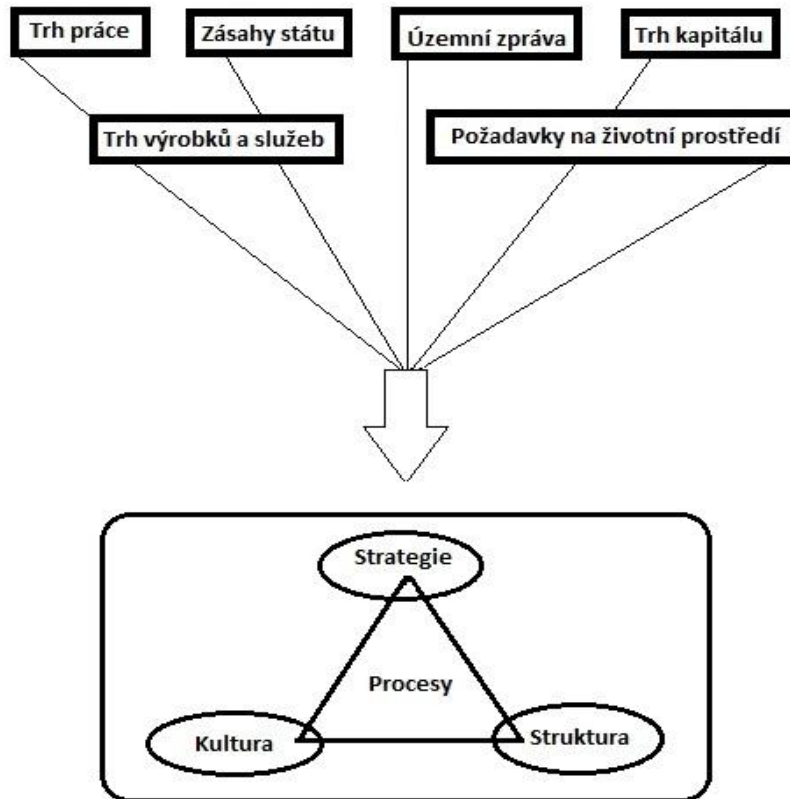 Trh práce
Zásahy státu
Územní zpráva
Trh kapitálu
Trh výrobků a služeb
Požadavky na životní prostředí
Strategie
Procesy
Kultura
Struktura